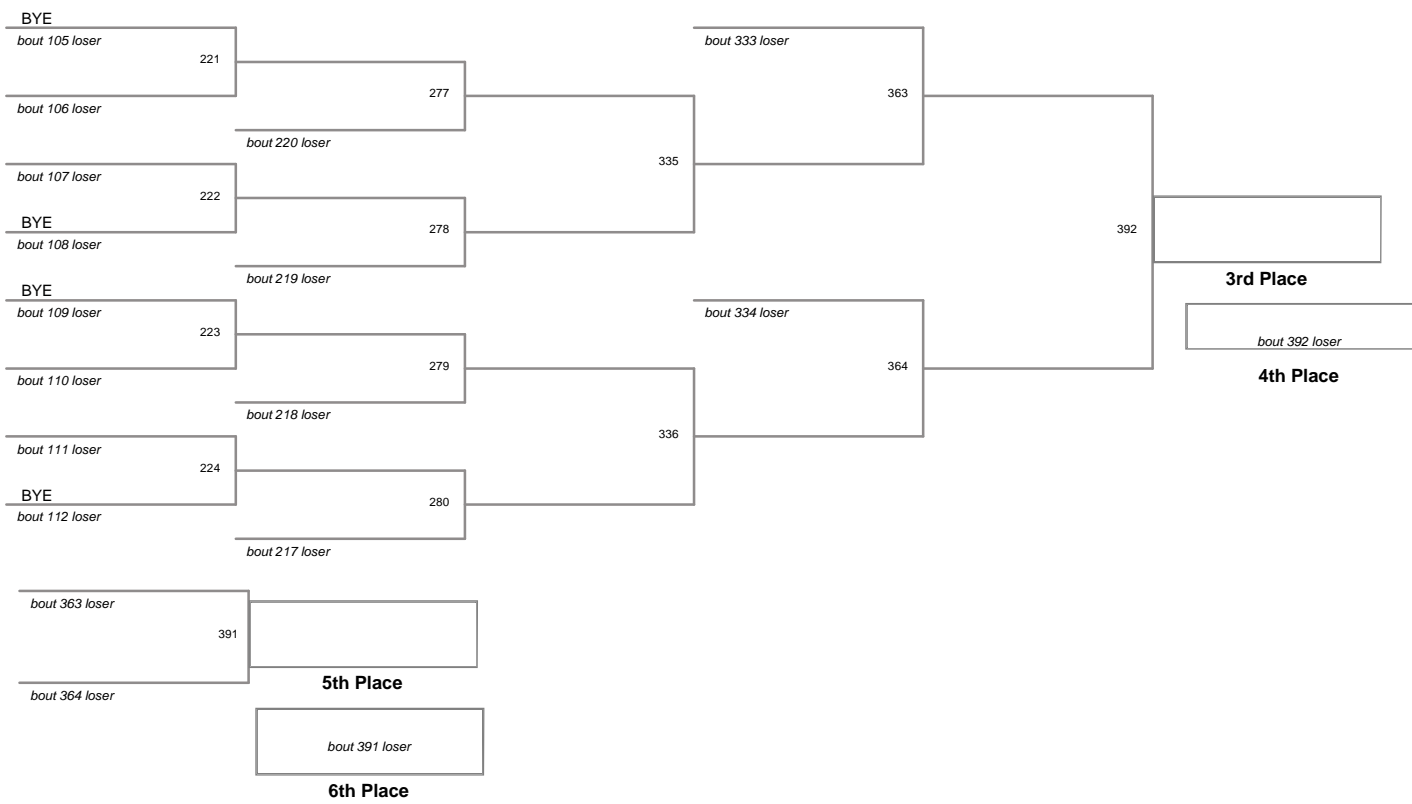 BYE
bout 105 loser
221
bout 106 loser
277
bout 220 loser
bout 107 loser
222
BYE
bout 108 loser
278
bout 219 loser
335
bout 333 loser
363
BYE
bout 109 loser
223
bout 110 loser
279
bout 218 loser
bout 111 loser
224
BYE
bout 112 loser
280
bout 217 loser
336
bout 334 loser
364
392
3rd Place
bout 392 loser
4th Place
bout 363 loser
391
bout 364 loser
5th Place
bout 391 loser
6th Place